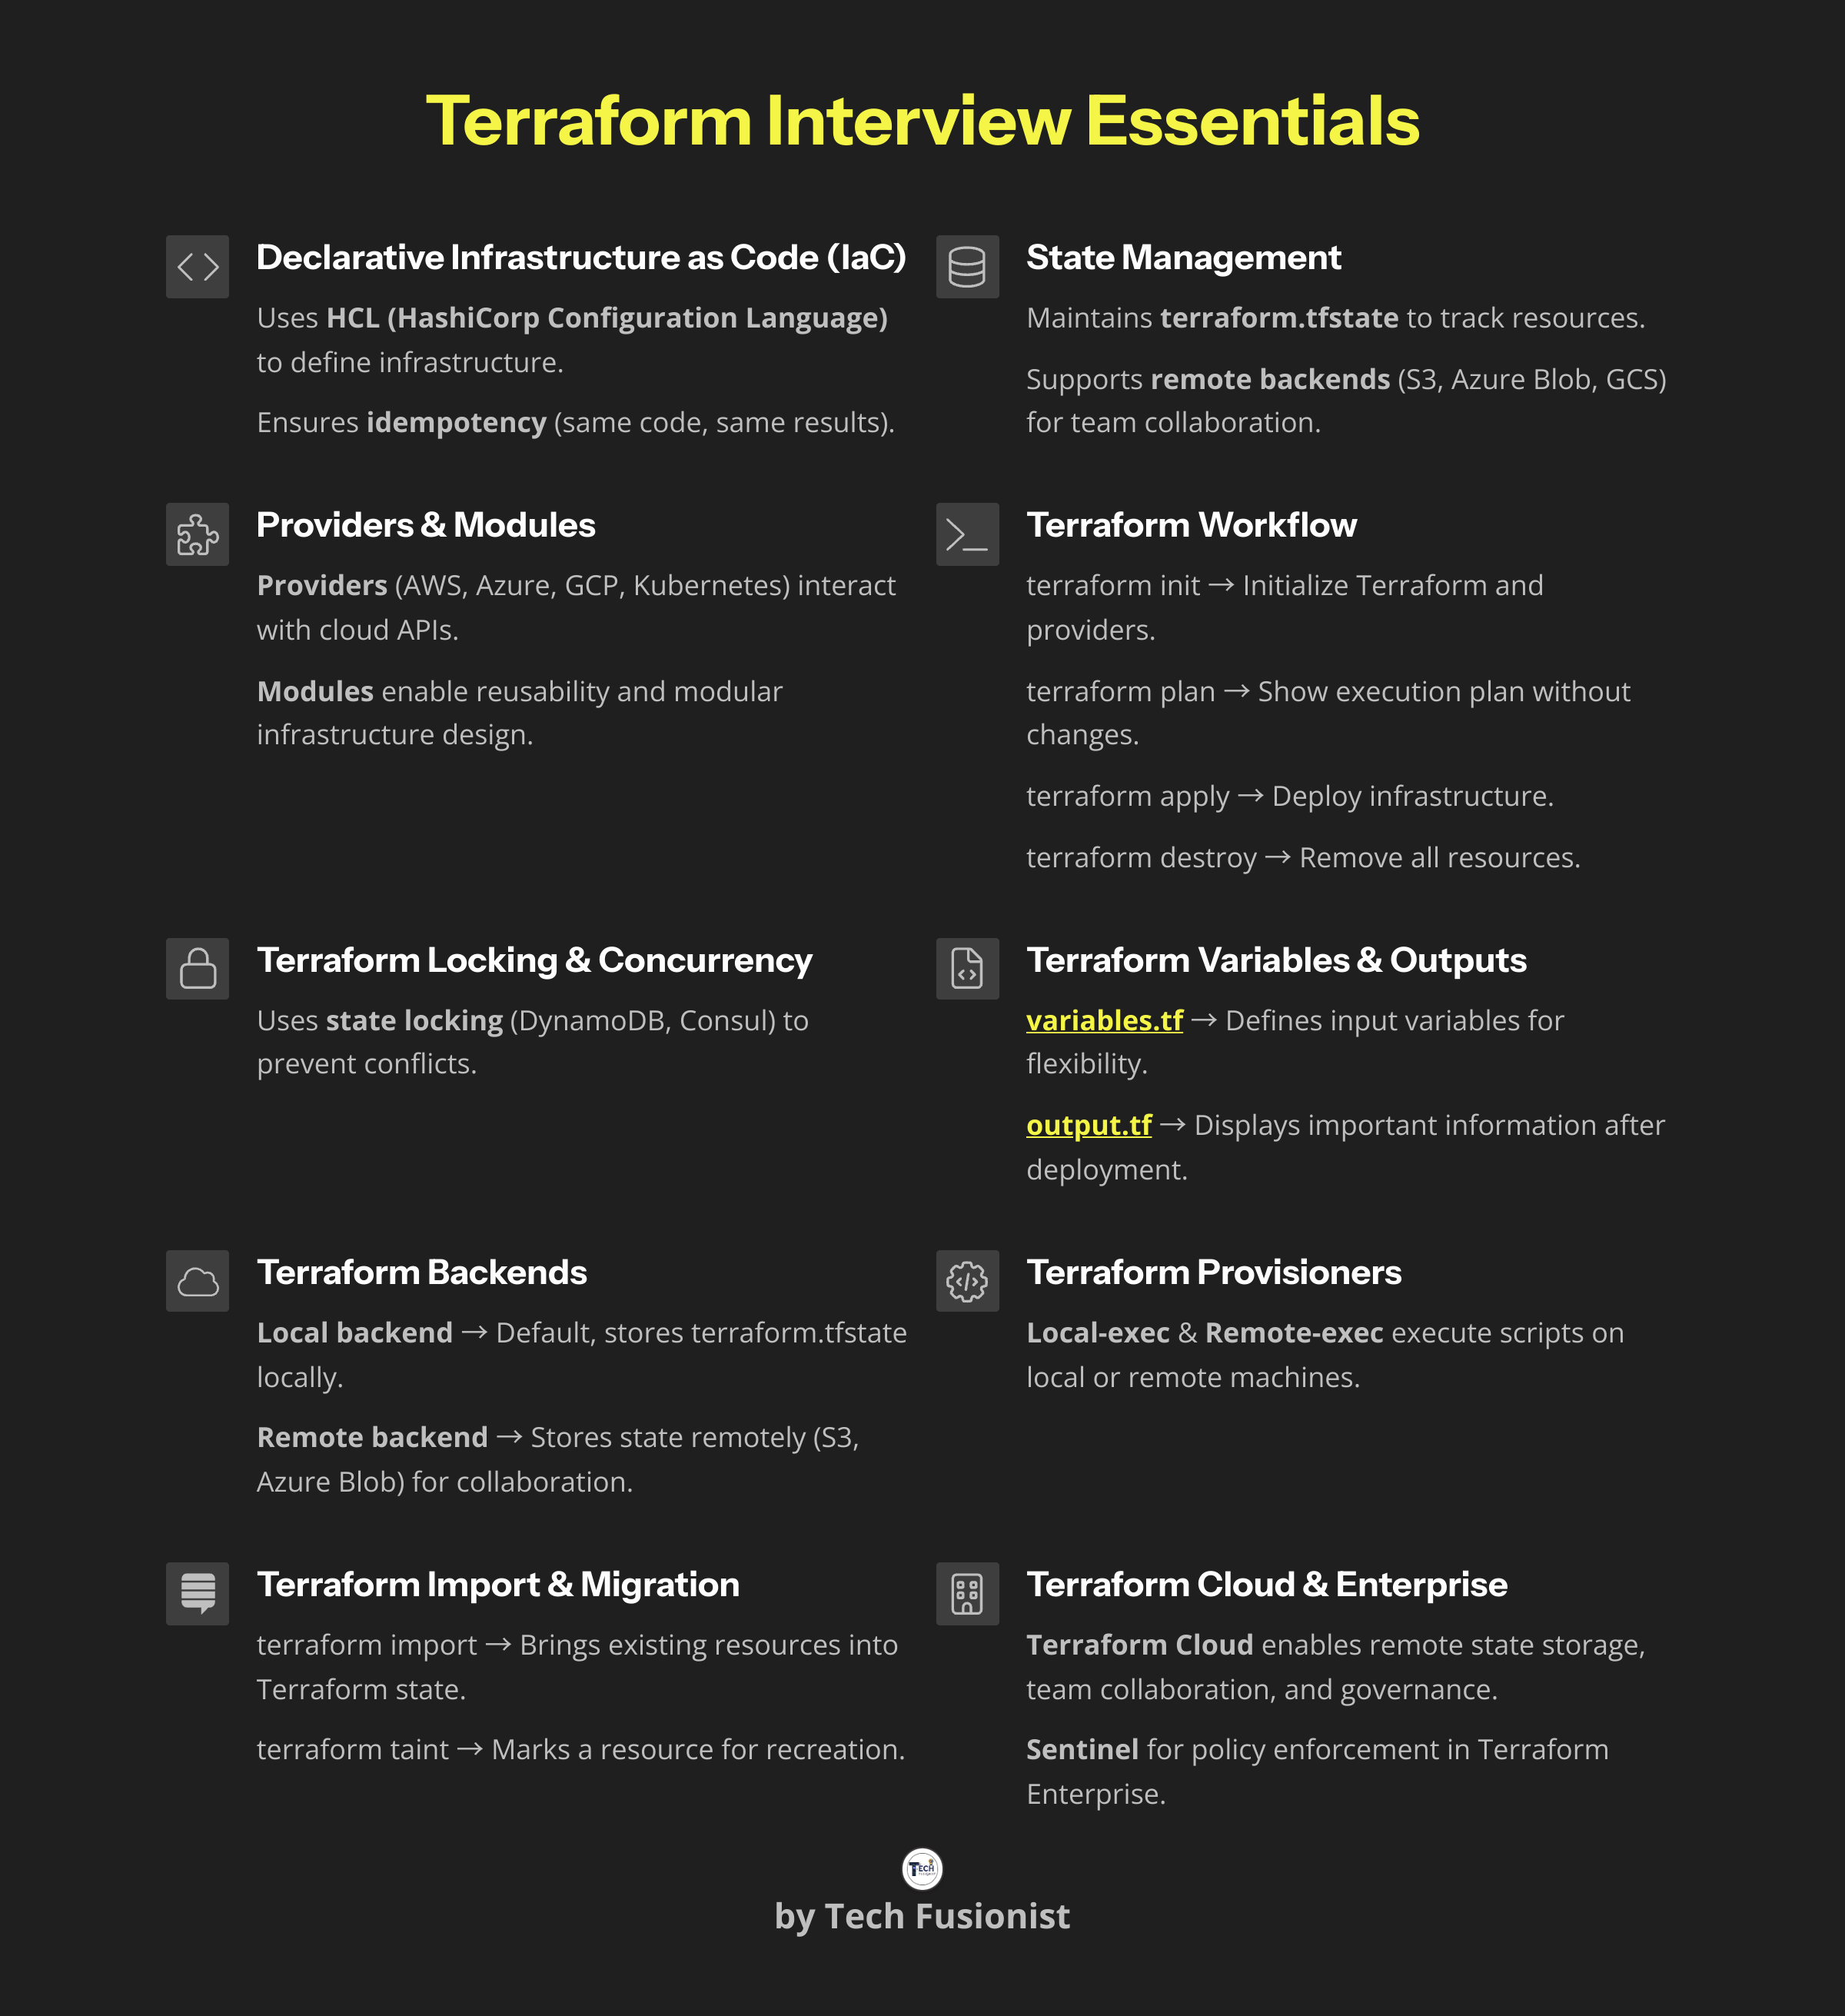 Terraform Interview Essentials
Declarative Infrastructure as Code (IaC)
Uses HCL (HashiCorp Configuration Language)
to define infrastructure.
Ensures idempotency (same code, same results).
State Management
Maintains terraform.tfstate to track resources.
Supports remote backends (S3, Azure Blob, GCS)
for team collaboration.
Providers & Modules
Providers (AWS, Azure, GCP, Kubernetes) interact
with cloud APIs.
Modules enable reusability and modular
infrastructure design.
Terraform Workflow
terraform init → Initialize Terraform and
providers.
terraform plan → Show execution plan without
changes.
terraform apply → Deploy infrastructure.
terraform destroy → Remove all resources.
Terraform Locking & Concurrency
Uses state locking (DynamoDB, Consul) to
prevent conflicts.
Terraform Variables & Outputs
variables.tf → Defines input variables for
flexibility.
output.tf → Displays important information after
deployment.
Terraform Backends
Local backend → Default, stores terraform.tfstate
locally.
Remote backend → Stores state remotely (S3,
Azure Blob) for collaboration.
Terraform Provisioners
Local-exec & Remote-exec execute scripts on
local or remote machines.
Terraform Import & Migration
terraform import → Brings existing resources into
Terraform state.
terraform taint → Marks a resource for recreation.
Terraform Cloud & Enterprise
Terraform Cloud enables remote state storage,
team collaboration, and governance.
Sentinel for policy enforcement in Terraform
Enterprise.
TECH
by Tech Fusionist